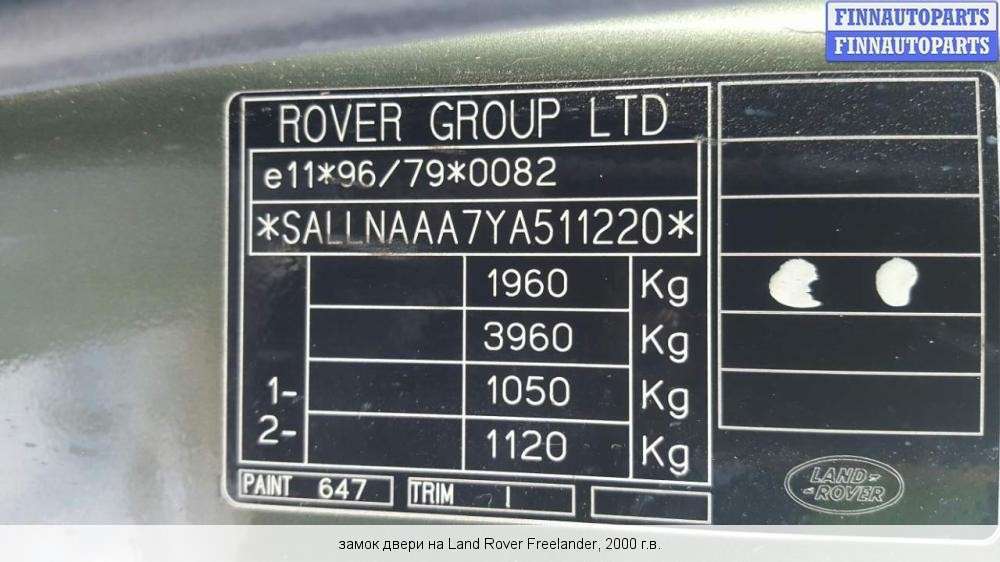 FINNAUTOPARTS
FINNAUTOPARTS
ROVER GROUP LTD
e11*96/79*0082
*SALLNAAA7YA511220*
1960 Kg
3960 Kg
1- 1050 Kg
2- 1120 Kg
PAINT 647 TRIM I
LAND-
-ROVER
замок двери на Land Rover Freelander, 2000 г.в.